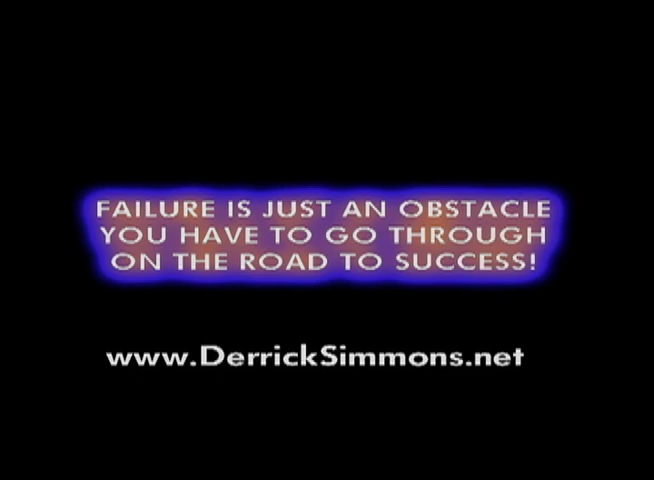 FAILURE IS JUST AN OBSTACLE
YOU HAVE TO GO THROUGH
ON THE ROAD TO SUCCESS!
www.DerrickSimmons.net